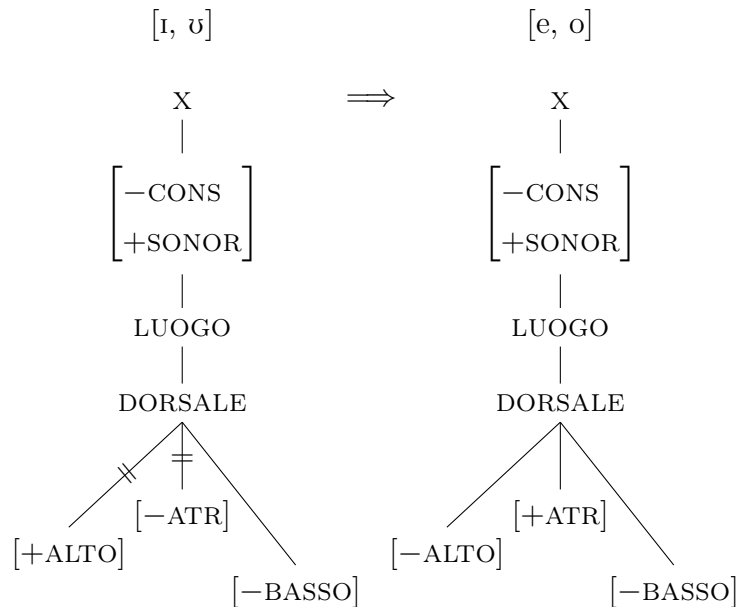 [ɪ, ʊ] [e, o]
X ⟹ X
−CONS −CONS
+SONOR +SONOR
LUOGO LUOGO
DORSALE DORSALE
[−ATR] [+ATR]
[+ALTO] [−ALTO]
[−BASSO] [−BASSO]